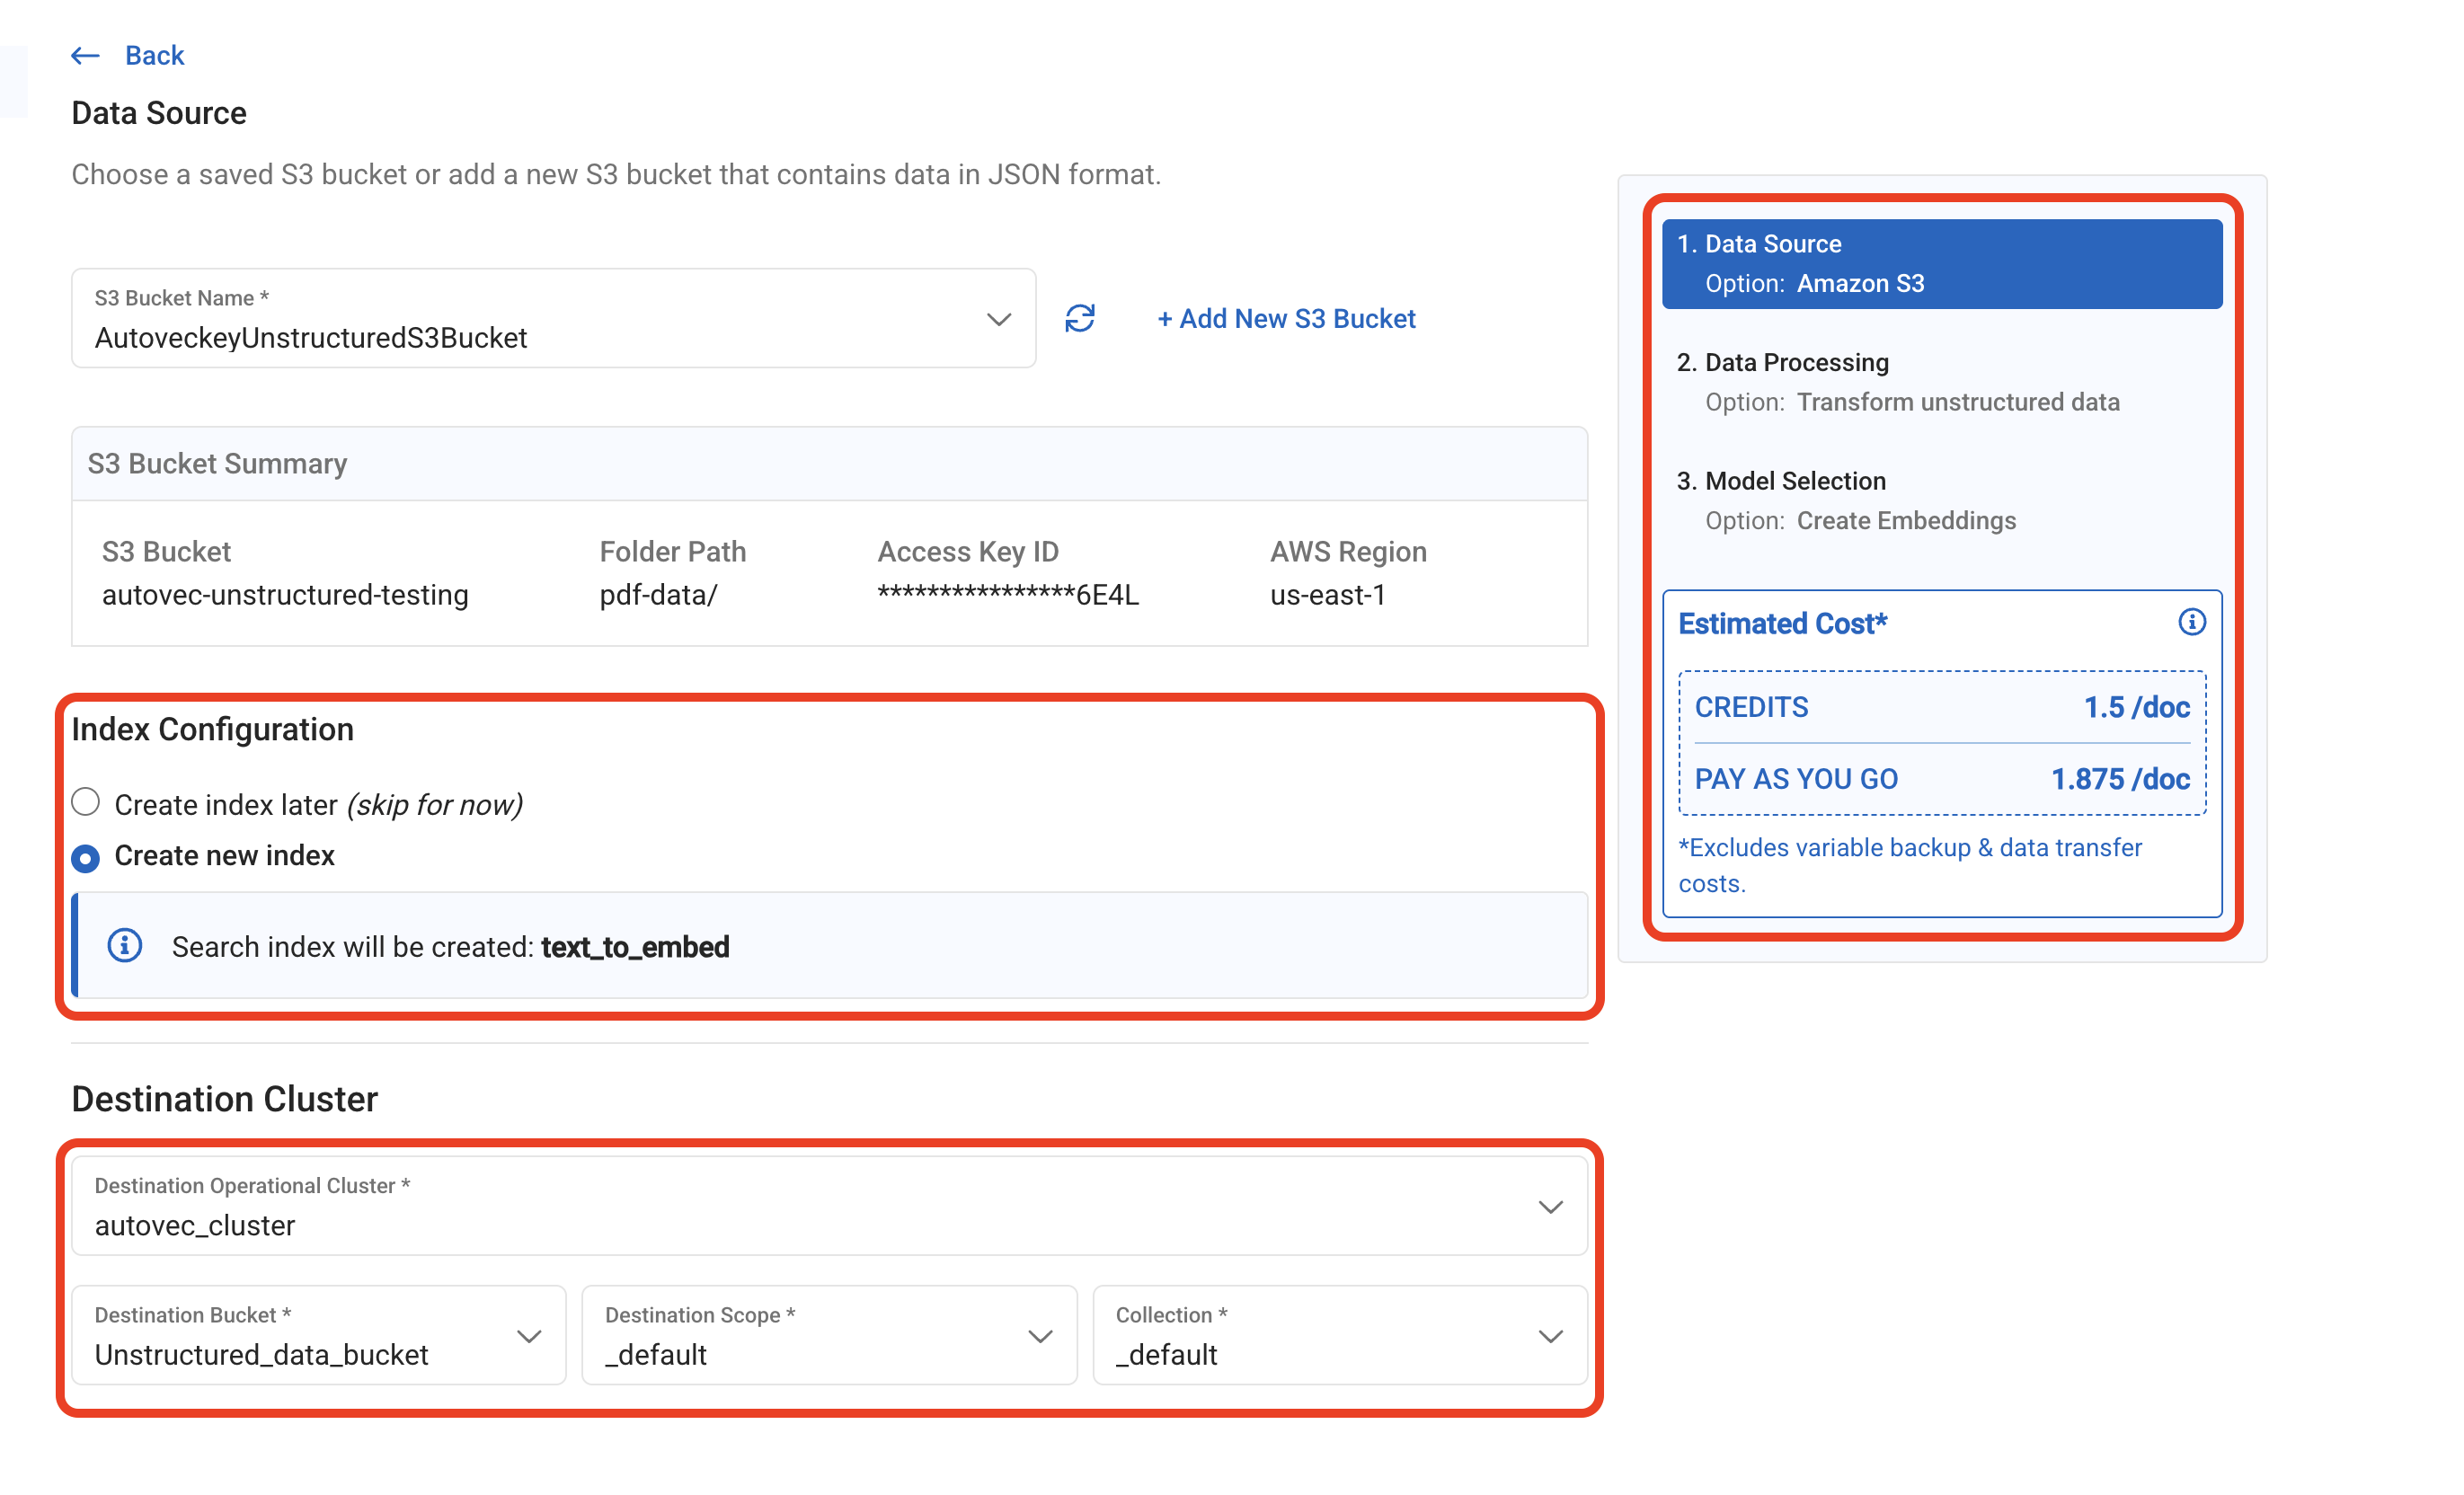 Back
Data Source
Choose a saved S3 bucket or add a new S3 bucket that contains data in JSON format.
S3 Bucket Name *
AutoveckeyUnstructuredS3Bucket
+ Add New S3 Bucket
S3 Bucket Summary
S3 Bucket Folder Path Access Key ID AWS Region
autovec-unstructured-testing pdf-data/ ****************6E4L us-east-1
Index Configuration
Create index later (skip for now)
Create new index
Search index will be created: text_to_embed
Destination Cluster
Destination Operational Cluster *
autovec_cluster
Destination Bucket * Destination Scope * Collection *
Unstructured_data_bucket _default _default
1. Data Source
Option: Amazon S3
2. Data Processing
Option: Transform unstructured data
3. Model Selection
Option: Create Embeddings
Estimated Cost*
CREDITS 1.5 /doc
PAY AS YOU GO 1.875 /doc
*Excludes variable backup & data transfer
costs.